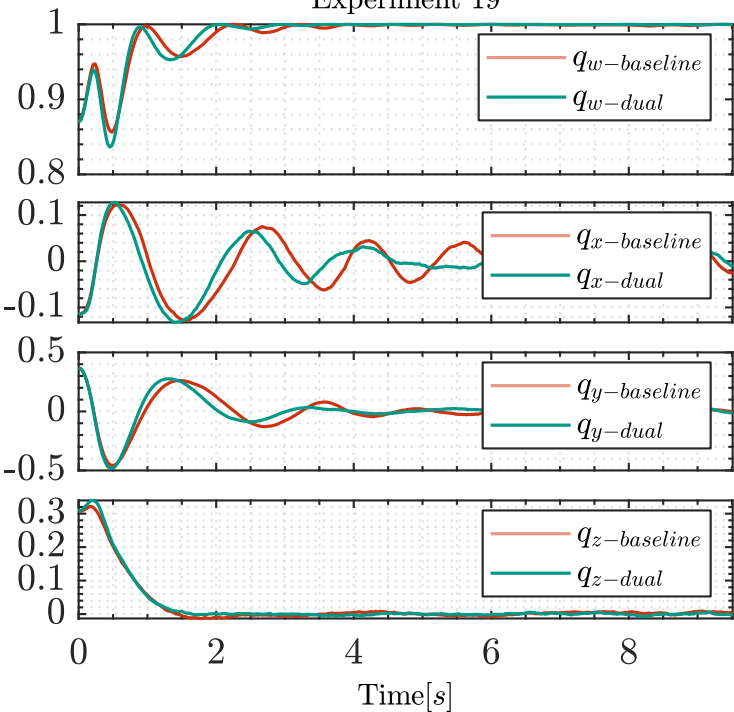 Experiment 19
1
0.9
0.8
q_{w-baseline}
q_{w-dual}
0.1
0
-0.1
q_{x-baseline}
q_{x-dual}
0.5
0
-0.5
q_{y-baseline}
q_{y-dual}
0.3
0.2
0.1
0
q_{z-baseline}
q_{z-dual}
0 2 4 6 8
Time[s]